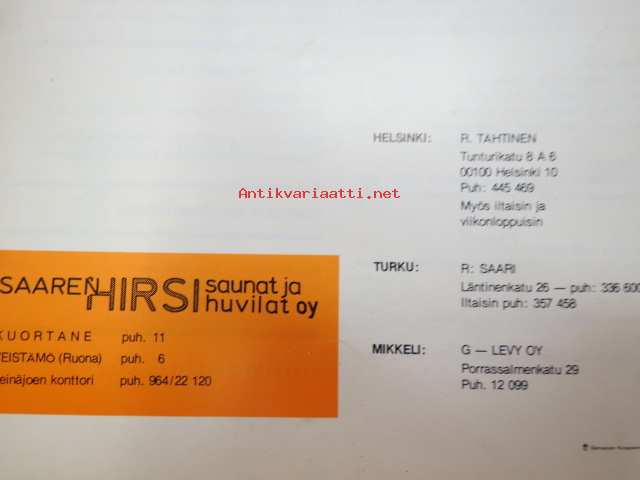 HELSINKI: R. TAHTINEN
Tunturikatu 8 A 6
00100 Helsinki 10
Puh: 445 469
Myös iltaisin ja
viikonloppuisin
Antikvariaatti.net
TURKU: R: SAARI
Läntinenkatu 26 — puh: 336 600
Iltaisin puh: 357 458
MIKKELI: G — LEVY OY
Porrassalmenkatu 29
Puh. 12 099
SAAREN HIRSI saunat ja
huvilat oy
KUORTANE puh. 11
VEISTÄMÖ (Ruona) puh. 6
einäjoen konttori puh. 964/22 120